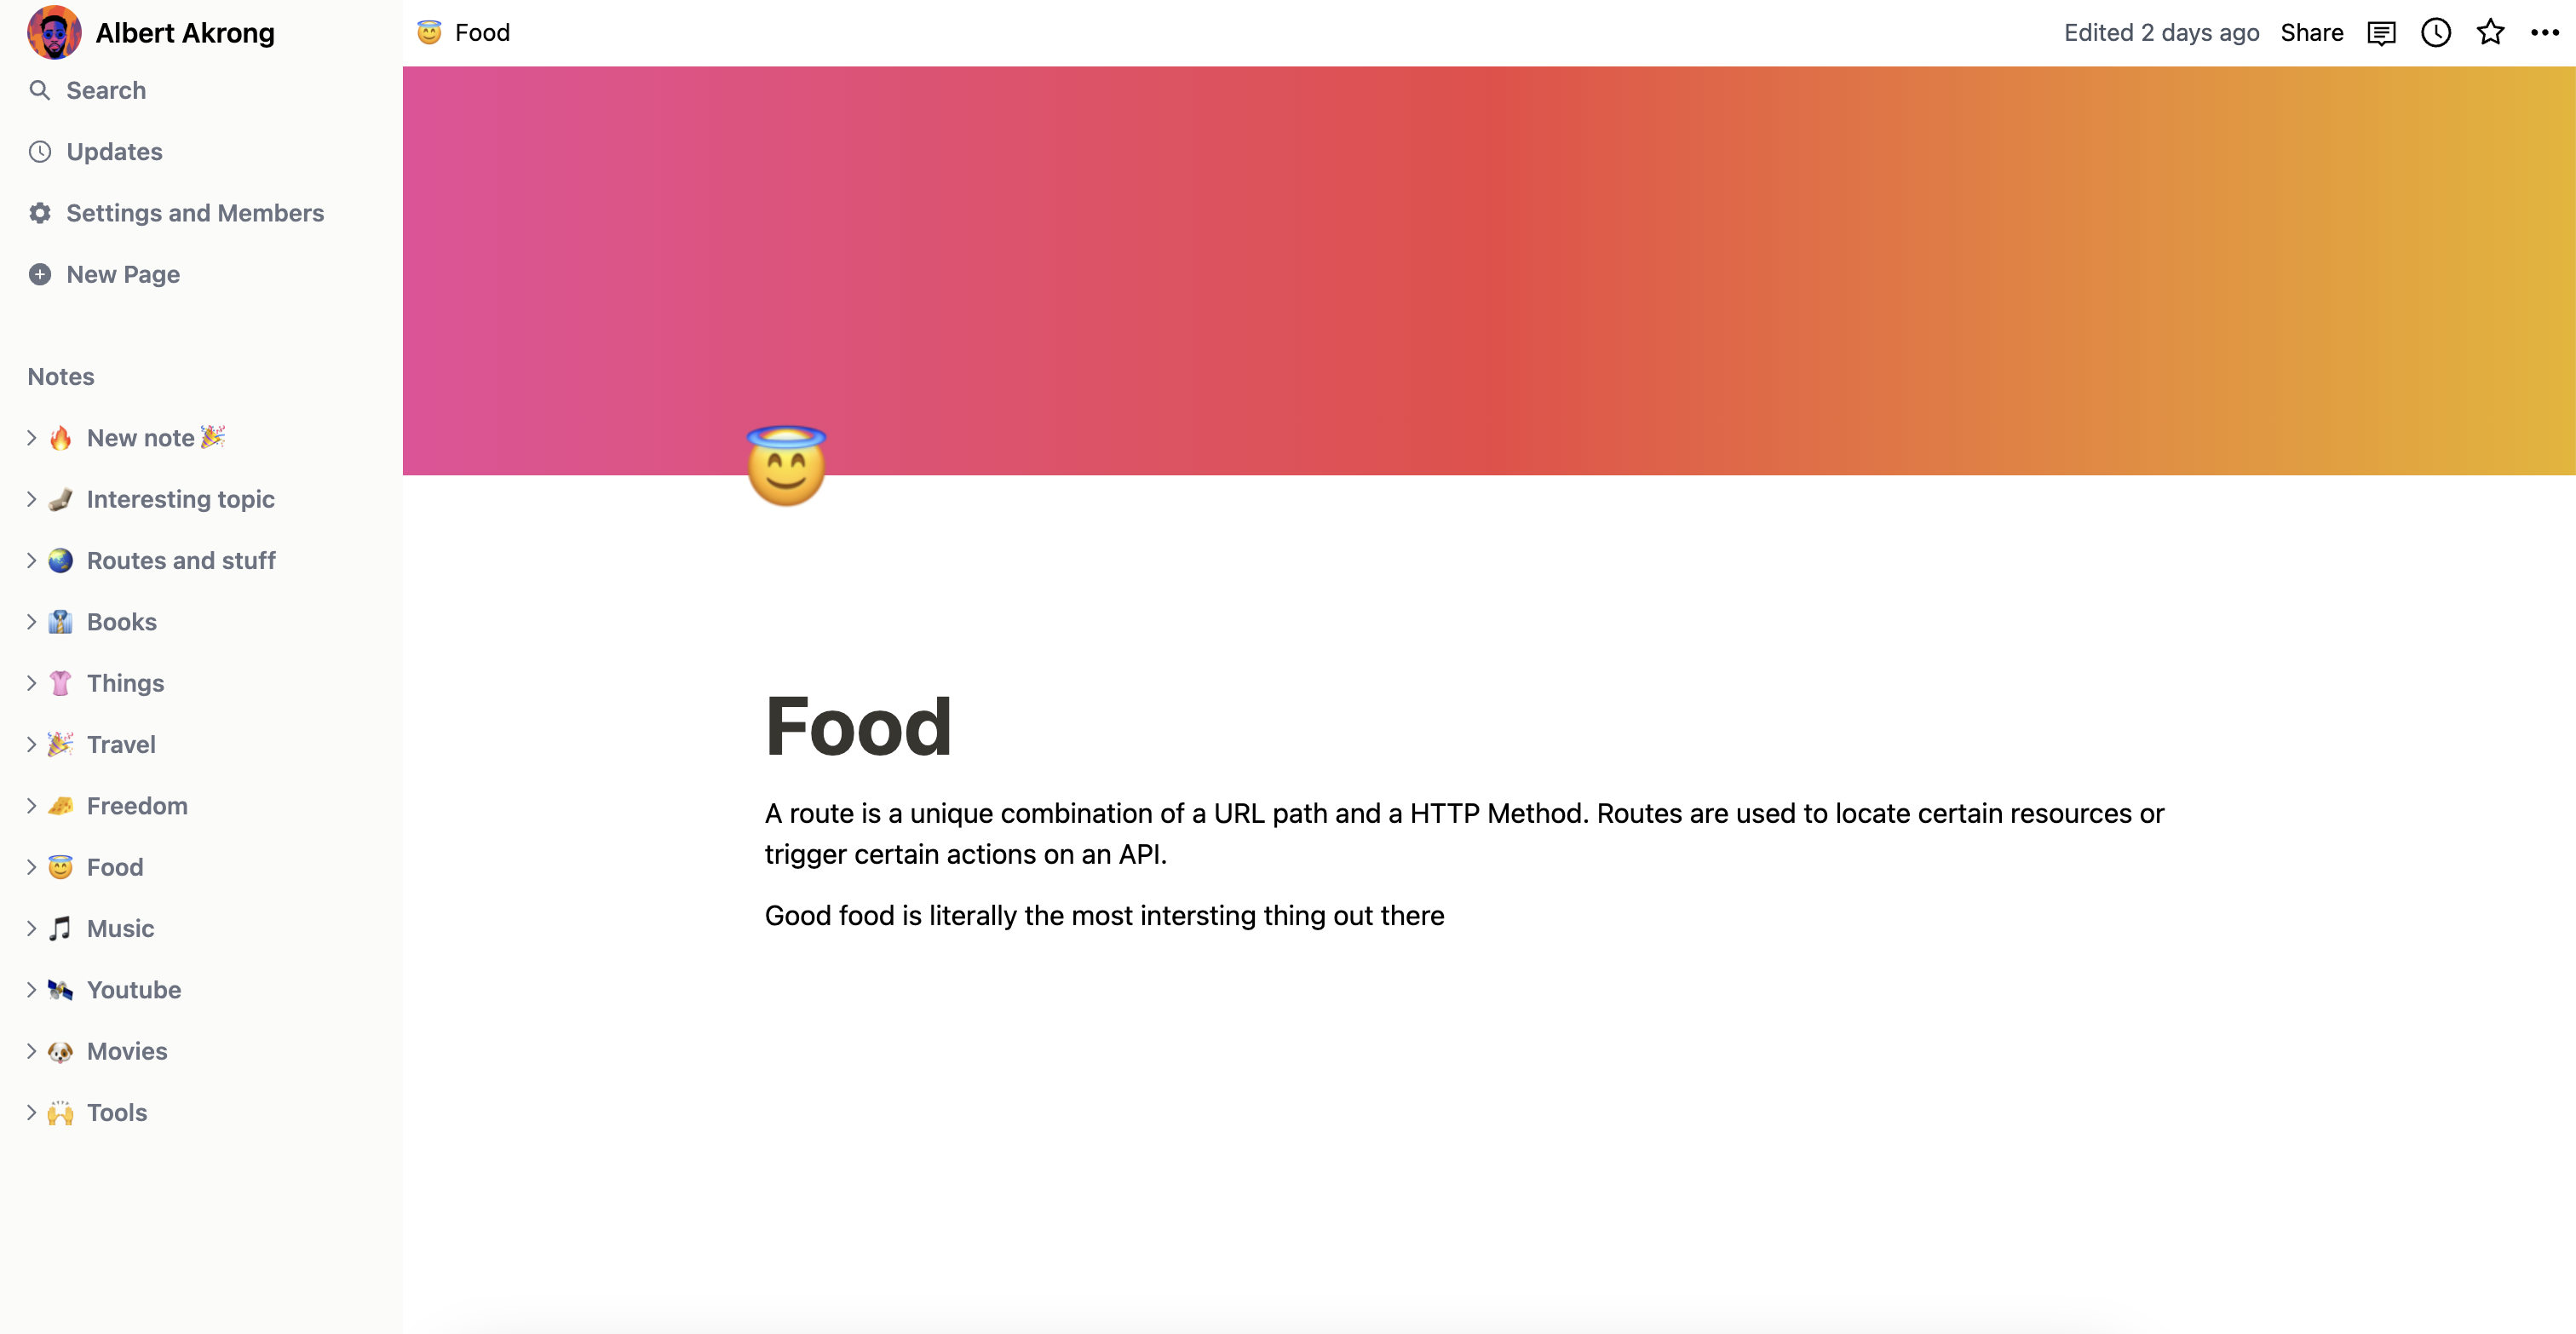 Albert Akrong
Search
Updates
Settings and Members
New Page
Notes
New note
Interesting topic
Routes and stuff
Books
Things
Travel
Freedom
Food
Music
Youtube
Movies
Tools
Food
Edited 2 days ago
Share
Food
A route is a unique combination of a URL path and a HTTP Method. Routes are used to locate certain resources or
trigger certain actions on an API.
Good food is literally the most intersting thing out there